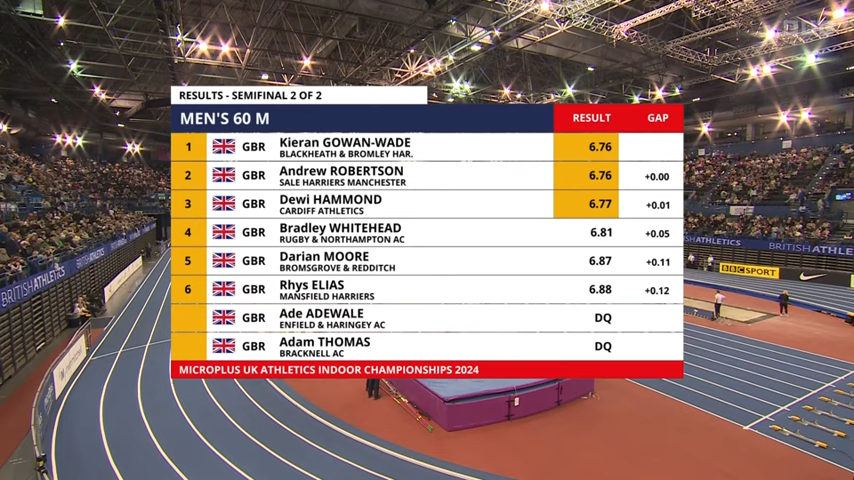 RESULTS - SEMIFINAL 2 OF 2
MEN'S 60 M RESULT GAP
1 GBR Kieran GOWAN-WADE 6.76
BLACKHEATH & BROMLEY HAR.
2 GBR Andrew ROBERTSON 6.76 +0.00
SALE HARRIERS MANCHESTER
3 GBR Dewi HAMMOND 6.77 +0.01
CARDIFF ATHLETICS
4 GBR Bradley WHITEHEAD 6.81 +0.05
RUGBY & NORTHAMPTON AC
5 GBR Darian MOORE 6.87 +0.11
BROMSGROVE & REDDITCH
6 GBR Rhys ELIAS 6.88 +0.12
MANSFIELD HARRIERS
GBR Ade ADEWALE DQ
ENFIELD & HARINGEY AC
GBR Adam THOMAS DQ
BRACKNELL AC
MICROPLUS UK ATHLETICS INDOOR CHAMPIONSHIPS 2024
BRITISH ATHLETICS
ATHLETICS
BRITISH ATHLETICS
BBC SPORT